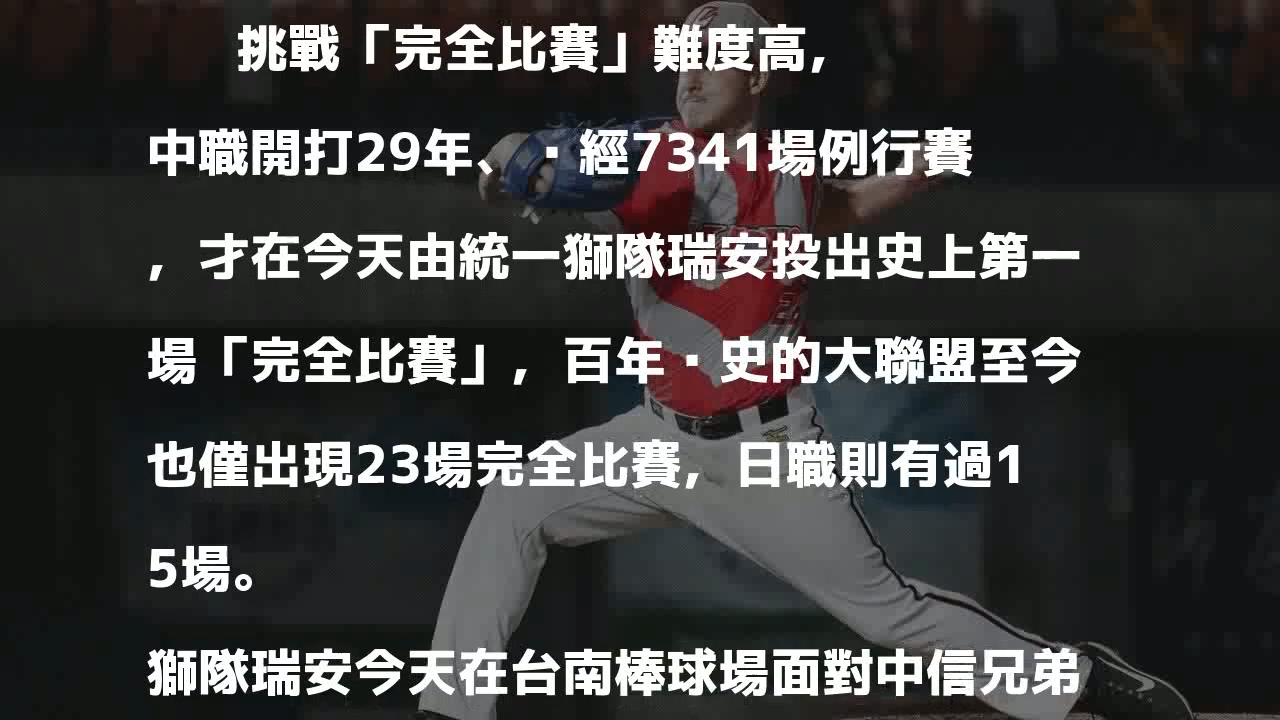 挑戰「完全比賽」難度高，
中職開打29年、▪經7341場例行賽
，才在今天由統一獅隊瑞安投出史上第一
場「完全比賽」，百年▪史的大聯盟至今
也僅出現23場完全比賽，日職則有過1
5場。
獅隊瑞安今天在台南棒球場面對中信兄弟